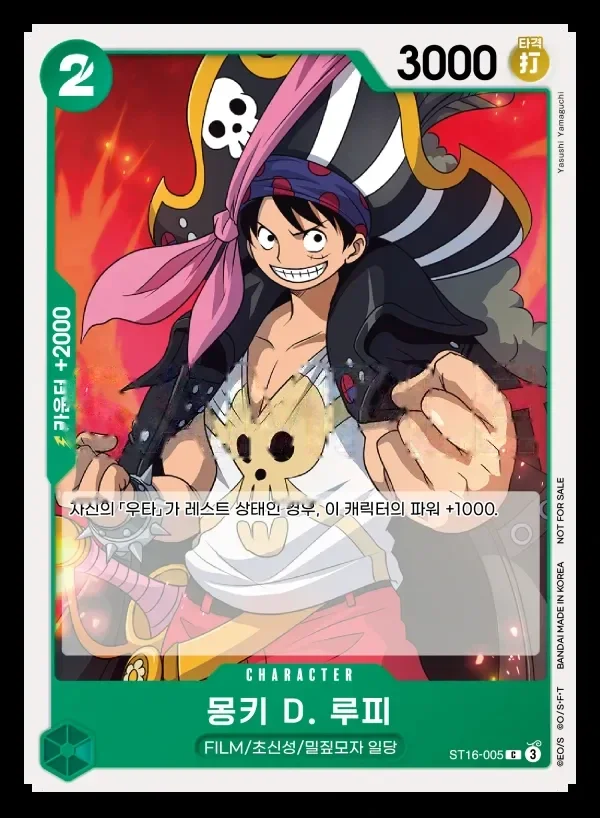 2
3000
타격
打
Yasushi Yamaguchi
카운터 +2000
자신의 「우타」가 레스트 상태인 경우, 이 캐릭터의 파워 +1000.
CHARACTER
몽키 D. 루피
FILM/초신성/밀짚모자 일당
ST16-005 C 3
©EO/S ©O/S·F·T BANDAI MADE IN KOREA NOT FOR SALE